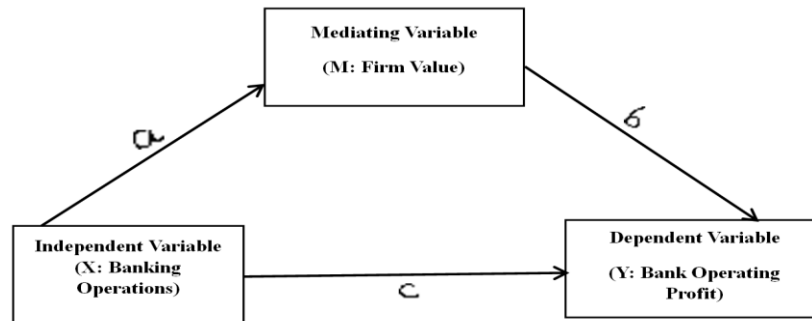 Mediating Variable
(M: Firm Value)
a
b
Independent Variable
(X: Banking
Operations)
Dependent Variable
(Y: Bank Operating
Profit)
c